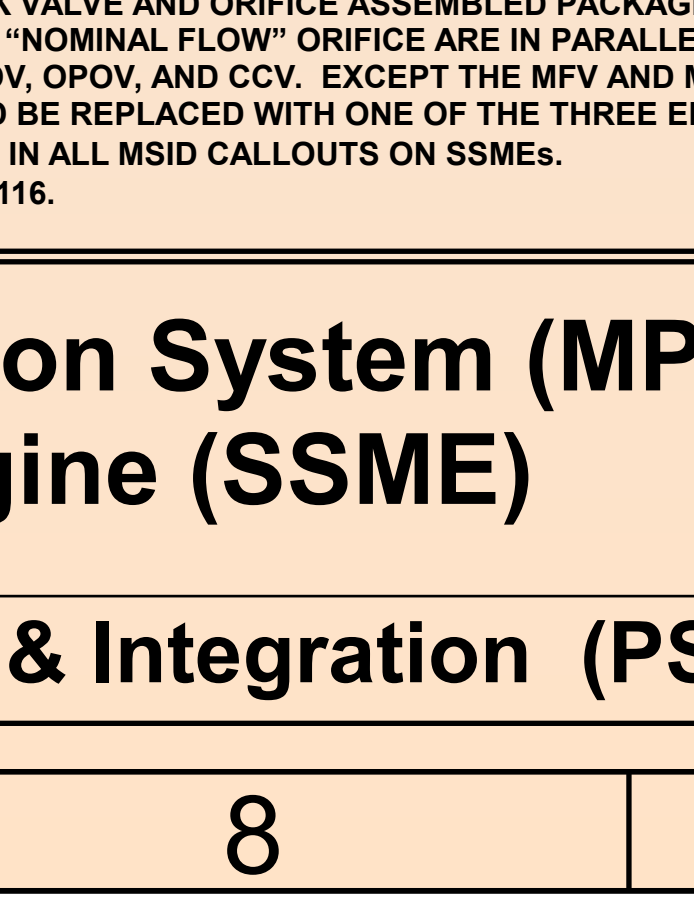 K VALVE AND ORIFICE ASSEMBLED PACKAG
“NOMINAL FLOW” ORIFICE ARE IN PARALLE
OV, OPOV, AND CCV.  EXCEPT THE MFV AND M
O BE REPLACED WITH ONE OF THE THREE E
IN ALL MSID CALLOUTS ON SSMEs.
116.
on System (MP
gine (SSME)
& Integration  (PS
8